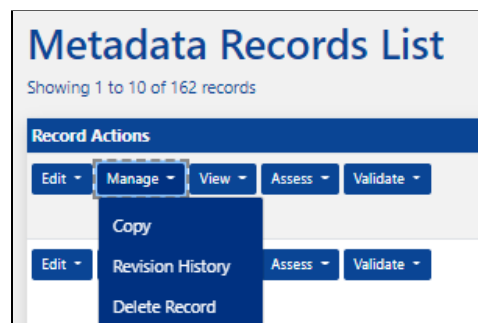 Metadata Records List
Showing 1 to 10 of 162 records
Record Actions
Edit Manage View Assess Validate
Copy
Edit Revision History Assess Validate
Delete Record